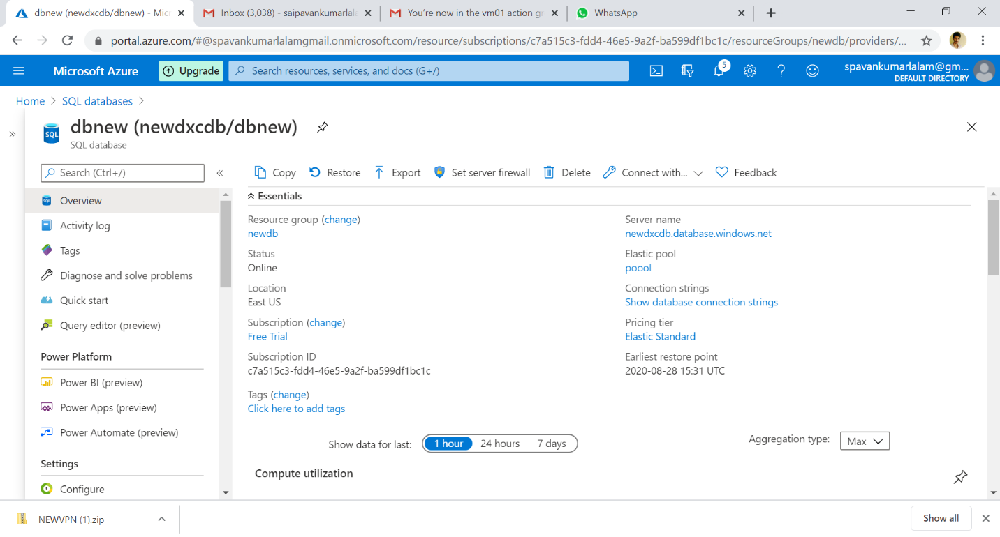 dbnew (newdxcdb/dbnew) - Mic
Inbox (3,038) - saipavankumarlala
You're now in the vm01 action gr
WhatsApp
portal.azure.com/#@spavankumarlalamgmail.onmicrosoft.com/resource/subscriptions/c7a515c3-fdd4-46e5-9a2f-ba599df1bc1c/resourceGroups/newdb/providers/...
Microsoft Azure
Upgrade
Search resources, services, and docs (G+/)
5
spavankumarlalam@gm...
DEFAULT DIRECTORY
Home > SQL databases >
SQL
dbnew (newdxcdb/dbnew)
SQL database
Search (Ctrl+/)
Copy
Restore
Export
Set server firewall
Delete
Connect with...
Feedback
Overview
Activity log
Tags
Diagnose and solve problems
Quick start
Query editor (preview)
Power Platform
Power BI (preview)
Power Apps (preview)
Power Automate (preview)
Settings
Configure
Essentials
Resource group (change)
newdb
Status
Online
Location
East US
Subscription (change)
Free Trial
Subscription ID
c7a515c3-fdd4-46e5-9a2f-ba599df1bc1c
Tags (change)
Click here to add tags
Server name
newdxcdb.database.windows.net
Elastic pool
poool
Connection strings
Show database connection strings
Pricing tier
Elastic Standard
Earliest restore point
2020-08-28 15:31 UTC
Show data for last:
1 hour
24 hours
7 days
Aggregation type:
Max
Compute utilization
NEWVPN (1).zip
Show all